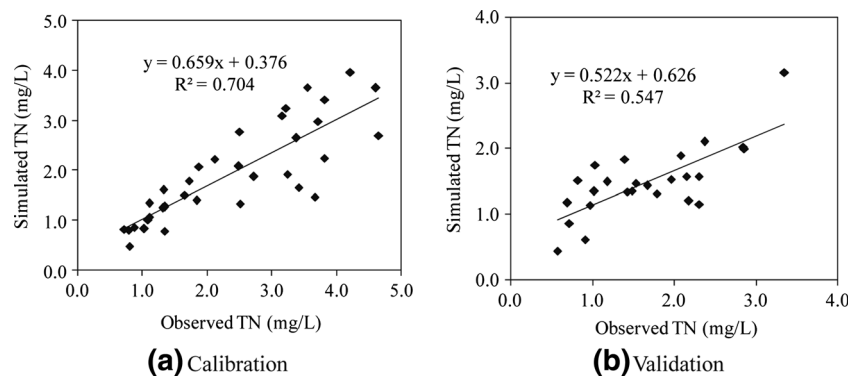 5.0
4.0
3.0
2.0
1.0
0.0
Simulated TN (mg/L)
y = 0.659x + 0.376
R² = 0.704
0.0 1.0 2.0 3.0 4.0 5.0
Observed TN (mg/L)
(a) Calibration
4.0
3.0
2.0
1.0
0.0
Simulated TN (mg/L)
y = 0.522x + 0.626
R² = 0.547
0.0 1.0 2.0 3.0 4.0
Observed TN (mg/L)
(b) Validation